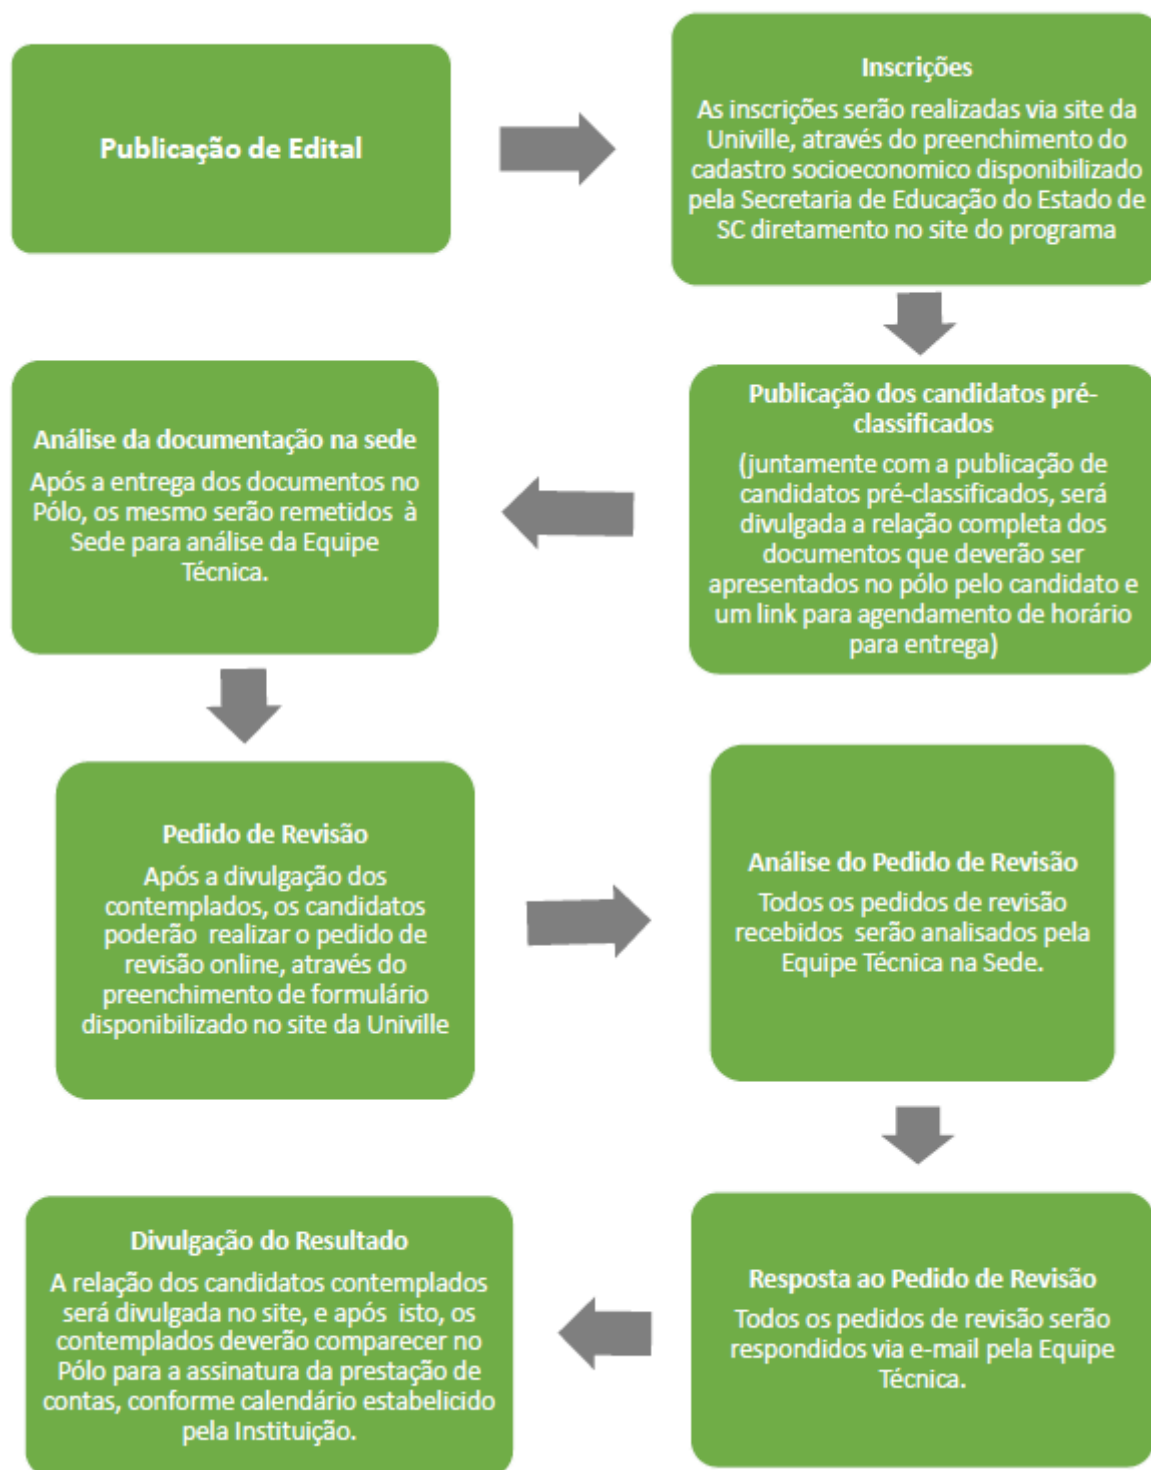 Publicação de Edital
Inscrições
As inscrições serão realizadas via site da
Univille, através do preenchimento do
cadastro socioeconomico disponibilizado
pela Secretaria de Educação do Estado de
SC diretamento no site do programa
Publicação dos candidatos pré-
classificados
(juntamente com a publicação de
candidatos pré-classificados, será
divulgada a relação completa dos
documentos que deverão ser
apresentados no pólo pelo candidato e
um link para agendamento de horário
para entrega)
Análise da documentação na sede
Após a entrega dos documentos no
Pólo, os mesmo serão remetidos à
Sede para análise da Equipe
Técnica.
Pedido de Revisão
Após a divulgação dos
contemplados, os candidatos
poderão realizar o pedido de
revisão online, através do
preenchimento de formulário
disponibilizado no site da Univille
Análise do Pedido de Revisão
Todos os pedidos de revisão
recebidos serão analisados pela
Equipe Técnica na Sede.
Resposta ao Pedido de Revisão
Todos os pedidos de revisão serão
respondidos via e-mail pela Equipe
Técnica.
Divulgação do Resultado
A relação dos candidatos contemplados
será divulgada no site, e após isto, os
contemplados deverão comparecer no
Pólo para a assinatura da prestação de
contas, conforme calendário estabelicido
pela Instituição.